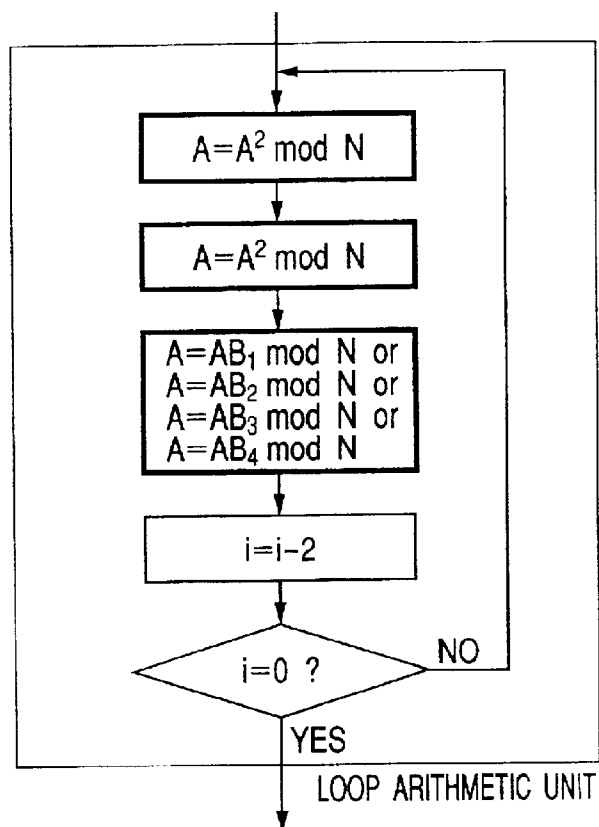 A=A² mod N
A=A² mod N
A=AB₁ mod N or
A=AB₂ mod N or
A=AB₃ mod N or
A=AB₄ mod N
i=i-2
i=0 ?
NO
YES
LOOP ARITHMETIC UNIT